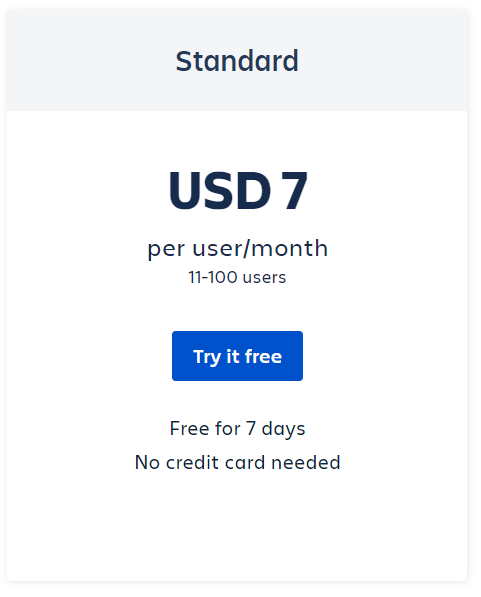 Standard
USD 7
per user/month
11-100 users
Try it free
Free for 7 days
No credit card needed